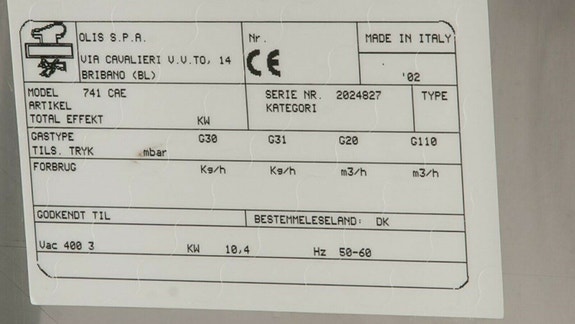 OLIS S.P.A.
VIA CAVALIERI V.V.TO, 14
BRIBANO (BL)
Nr.
CE
MADE IN ITALY
'02
MODEL 741 CAE
ARTIKEL
TOTAL EFFEKT KW
SERIE NR. 2024827
KATEGORI
TYPE
GASTYPE G30 G31 G20 G110
TILS. TRYK mbar
FORBRUG Kg/h Kg/h m3/h m3/h
GODKENDT TIL BESTEMMELESELAND: DK
Vac 400 3 KW 10,4 Hz 50-60